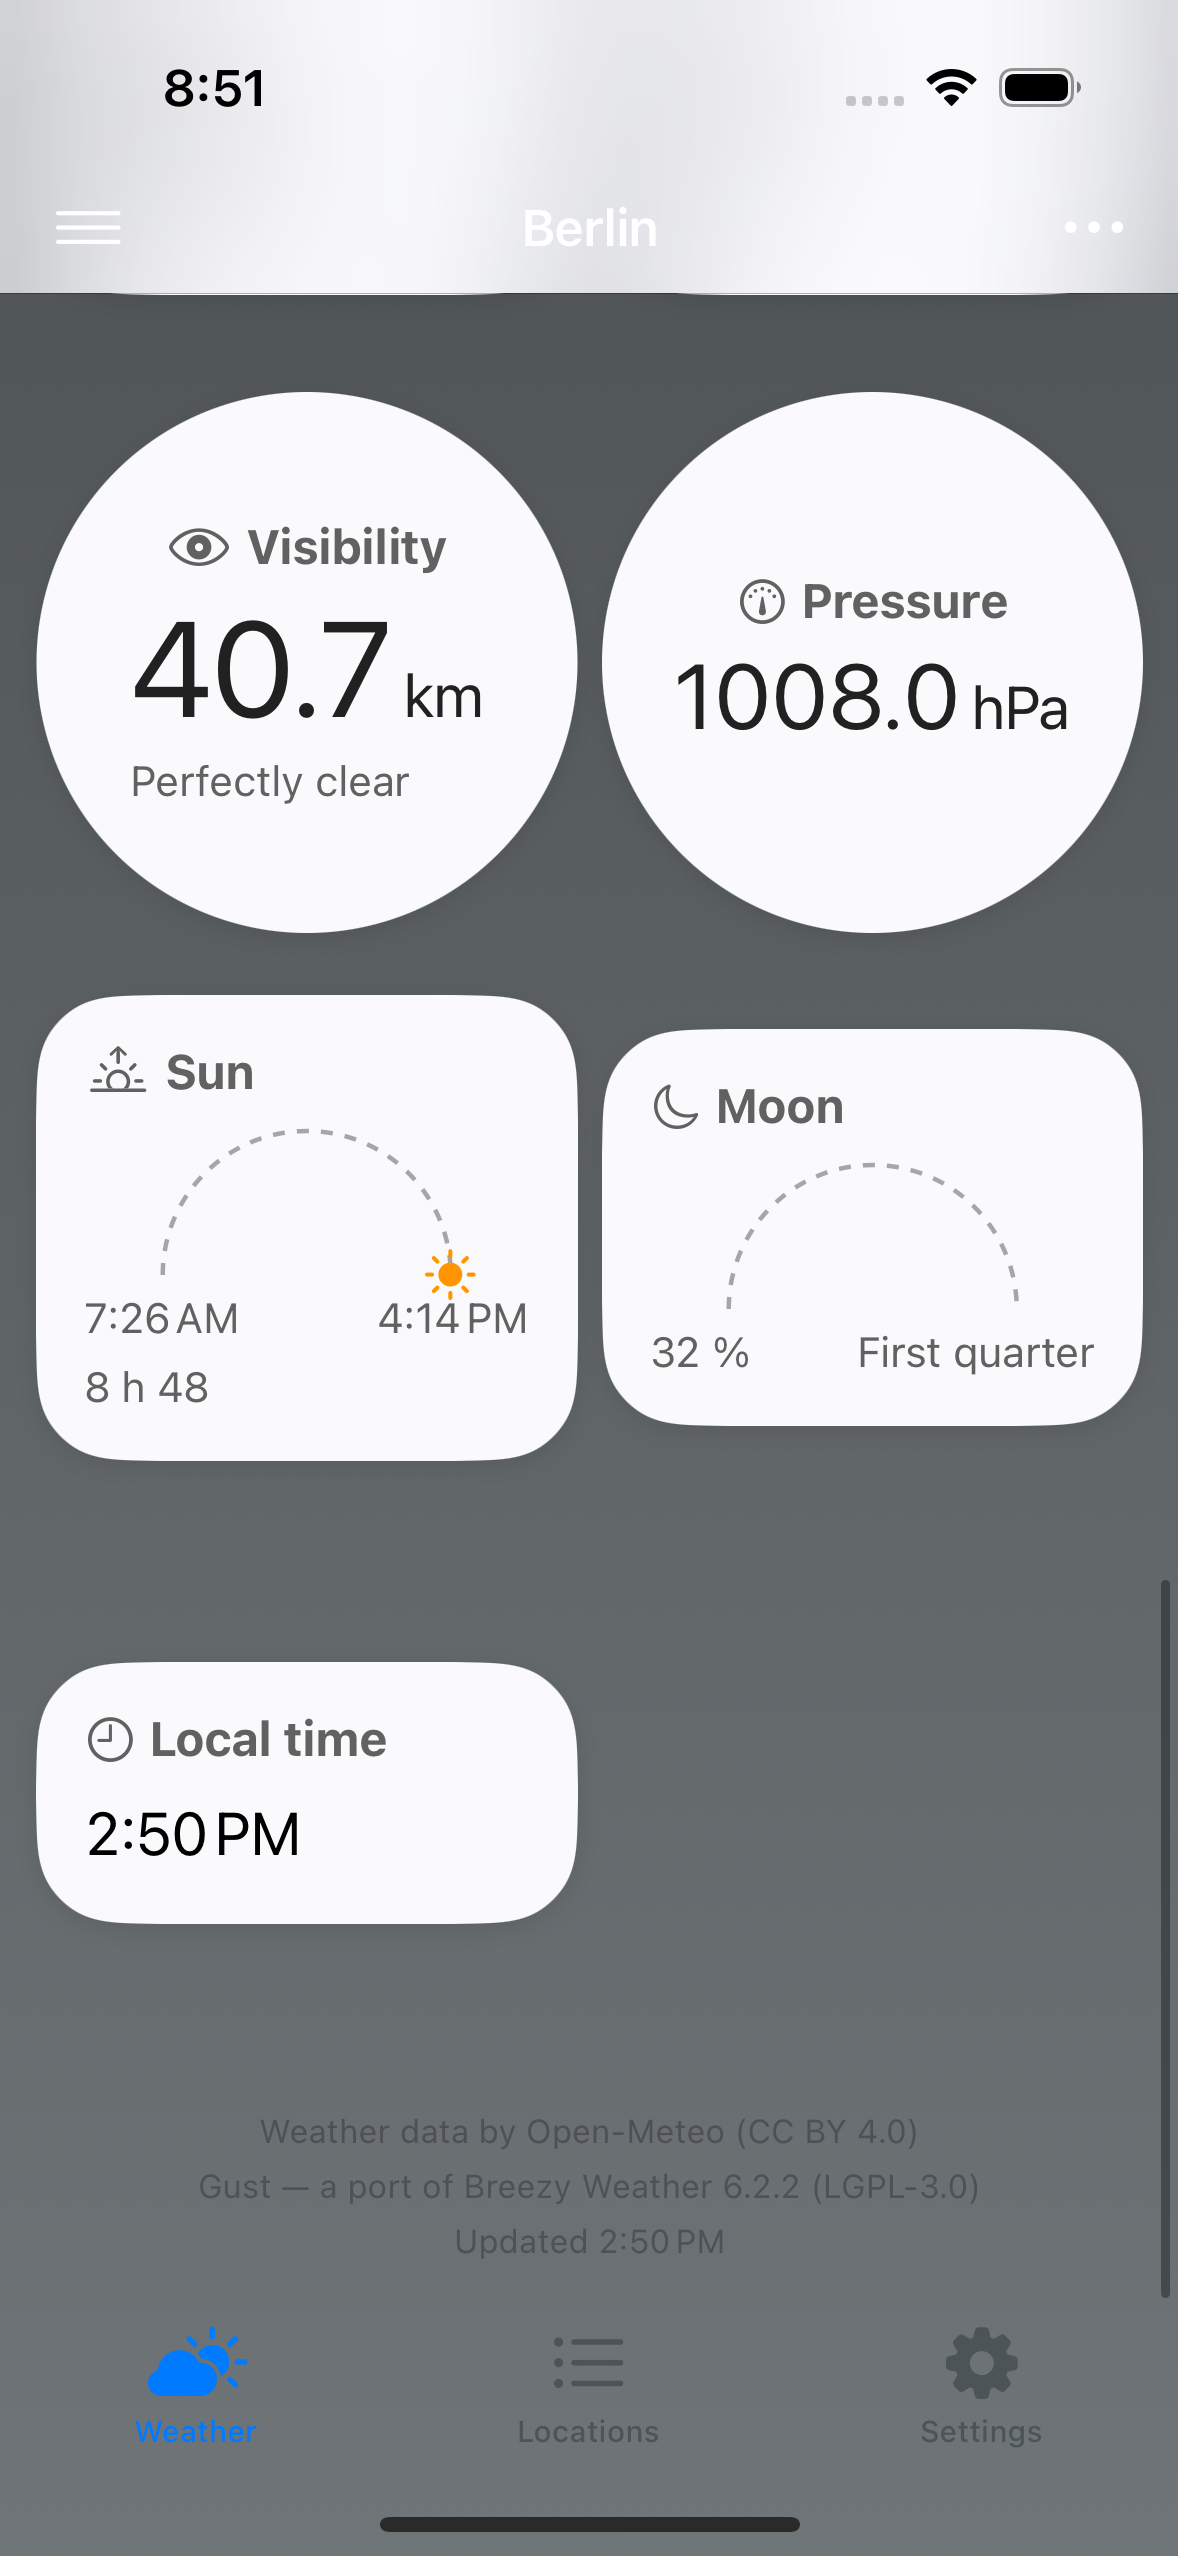 8:51
Berlin
Visibility
40.7 km
Perfectly clear
Pressure
1008.0 hPa
Sun
7:26 AM 4:14 PM
8 h 48
Moon
32 % First quarter
Local time
2:50 PM
Weather data by Open-Meteo (CC BY 4.0)
Gust — a port of Breezy Weather 6.2.2 (LGPL-3.0)
Updated 2:50 PM
Weather Locations Settings